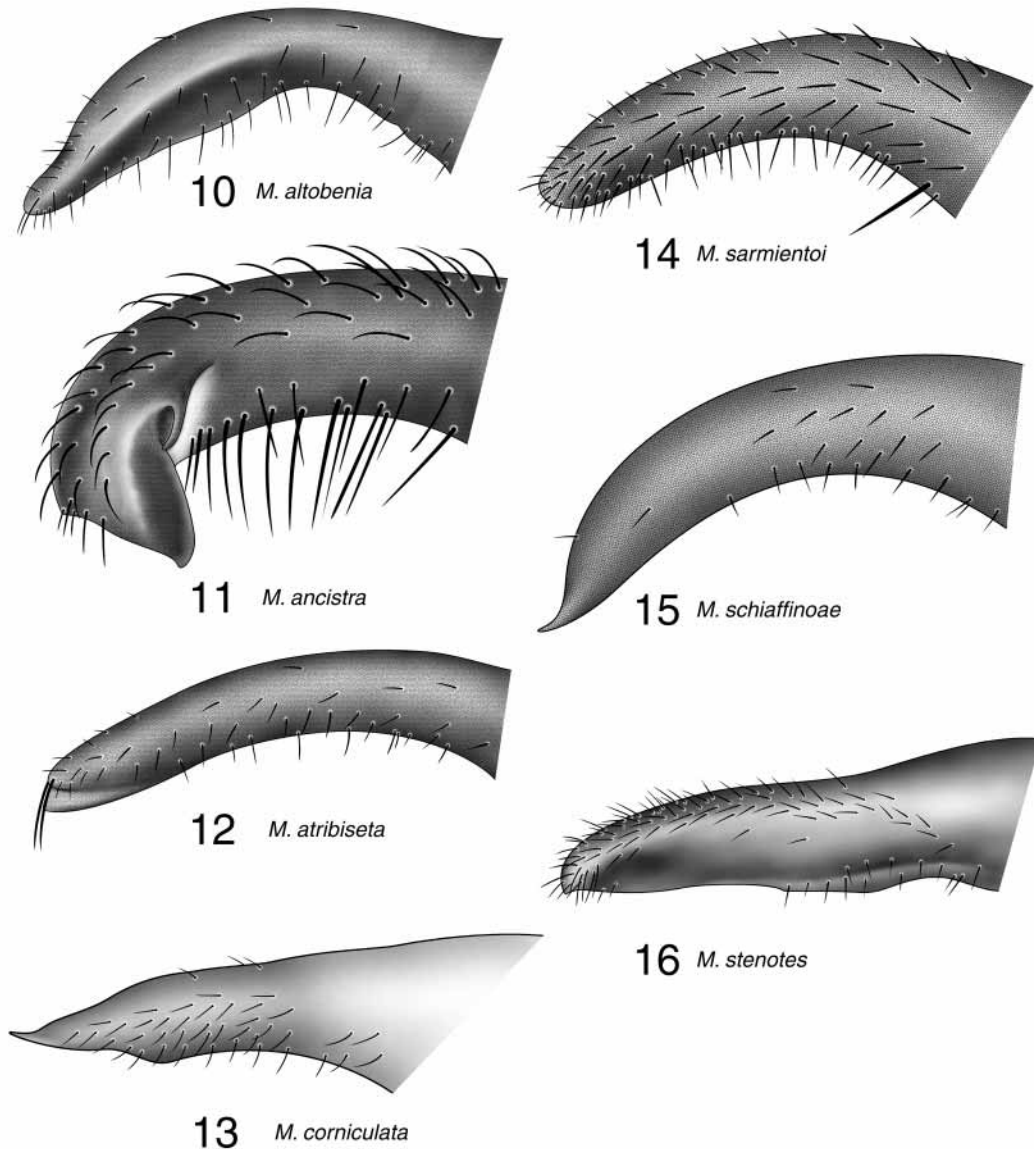 10 M. altobenia
14 M. sarmientoi
11 M. ancistra
15 M. schiaffinoae
12 M. atribiseta
16 M. stenotes
13 M. corniculata